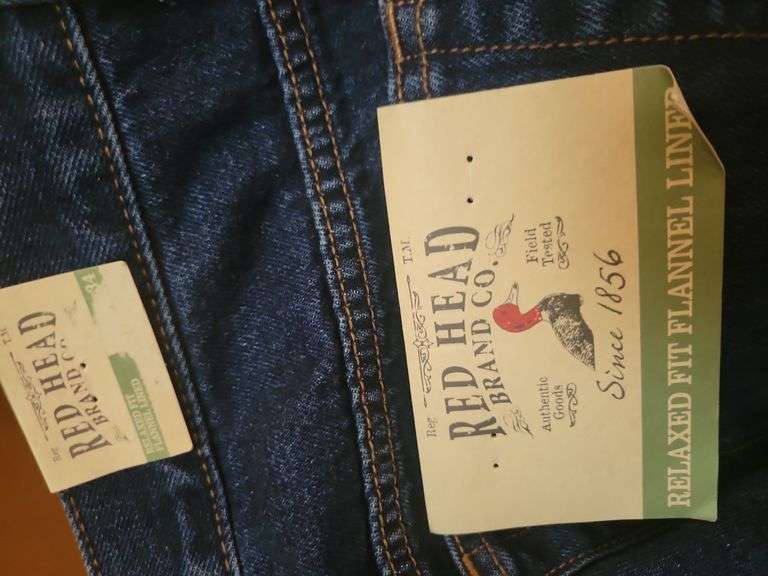 Reg T.M.
RED HEAD
BRAND CO.
Authentic Goods
Field Tested
Since 1856
RELAXED FIT FLANNEL LINED
Reg T.M.
RED HEAD
BRAND CO.
RELAXED FIT
FLANNEL LINED